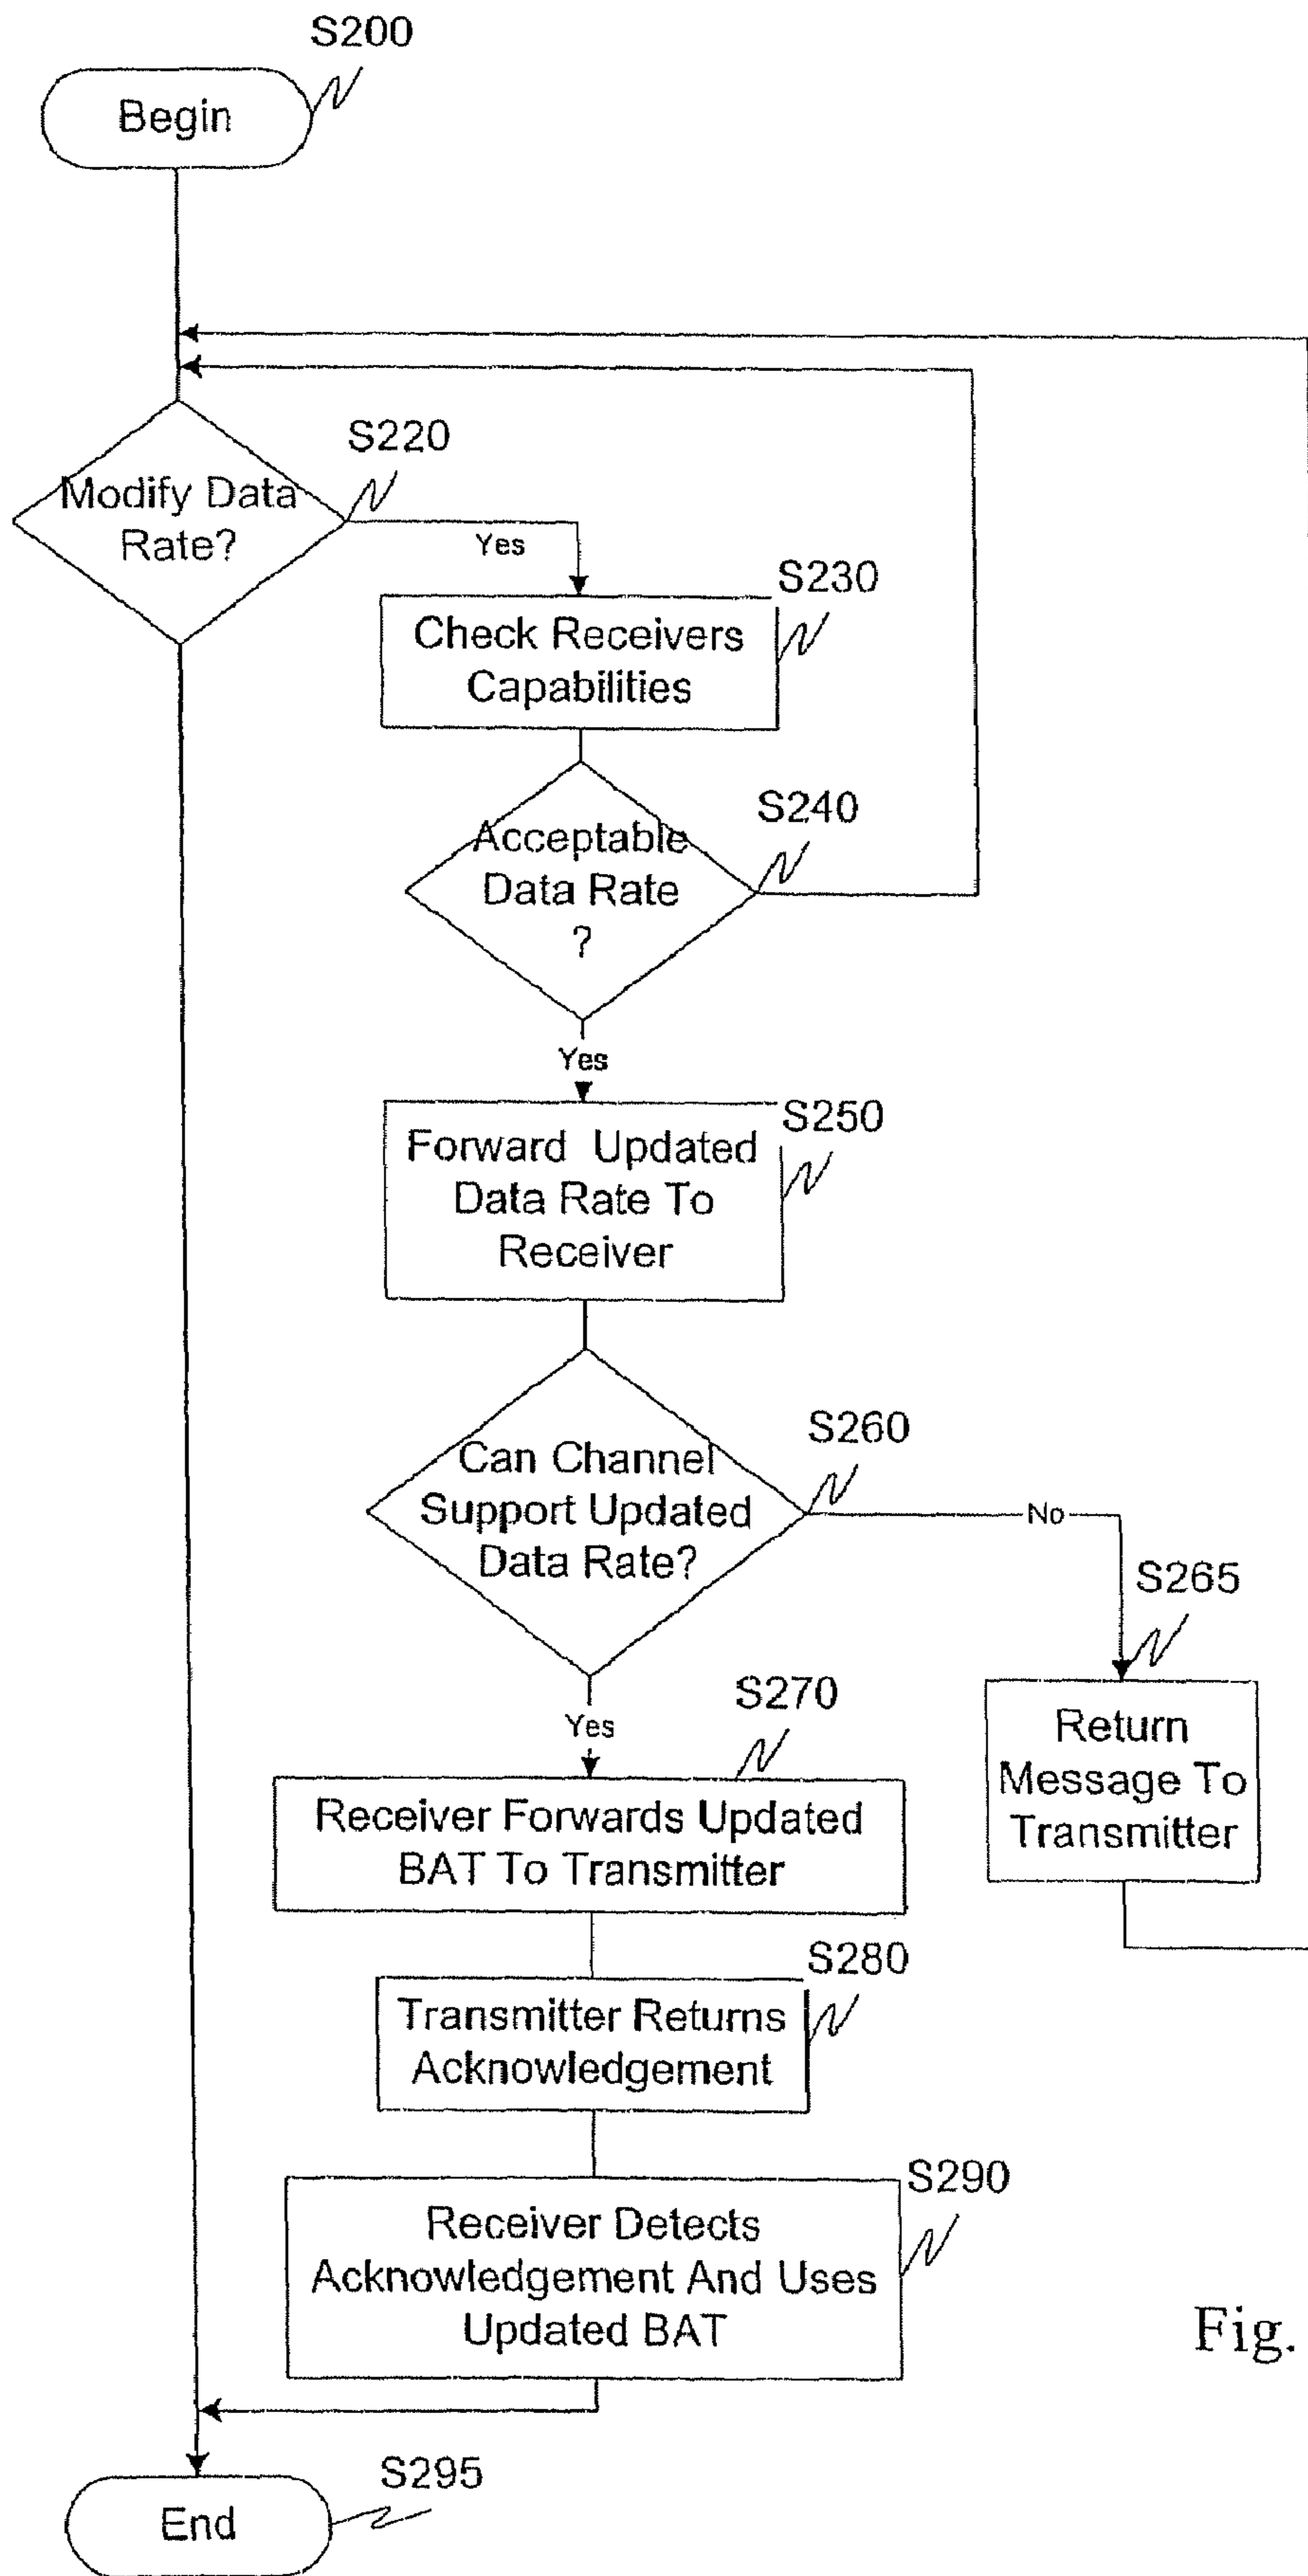 S200
Begin
S220
Modify Data
Rate?
Yes
S230
Check Receivers
Capabilities
S240
Acceptable
Data Rate
?
Yes
S250
Forward Updated
Data Rate To
Receiver
S260
Can Channel
Support Updated
Data Rate?
No
S265
Return
Message To
Transmitter
Yes
S270
Receiver Forwards Updated
BAT To Transmitter
S280
Transmitter Returns
Acknowledgement
S290
Receiver Detects
Acknowledgement And Uses
Updated BAT
Fig.
S295
End